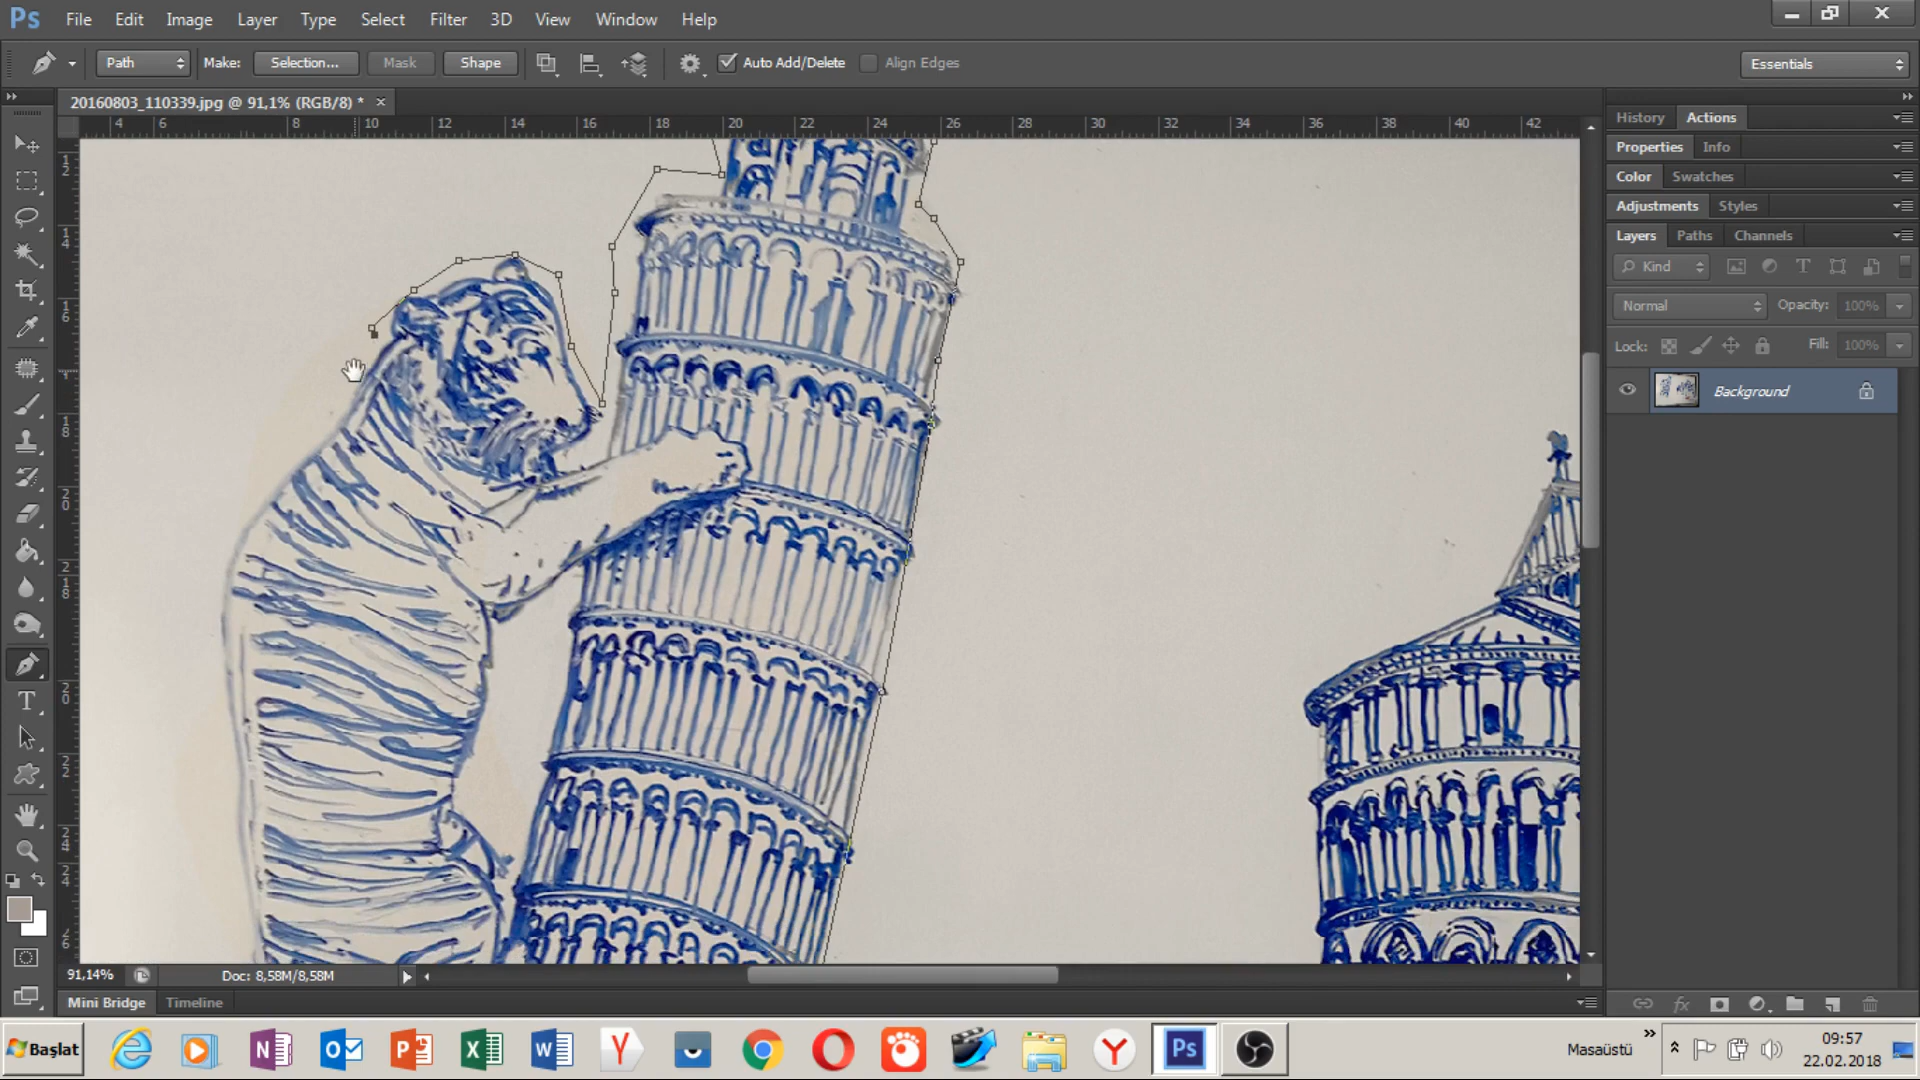 Ps File Edit Image Layer Type Select Filter 3D View Window Help
Path Make: Selection... Mask Shape Auto Add/Delete Align Edges Essentials
20160803_110339.jpg @ 91,1% (RGB/8) * ×
4 6 8 10 12 14 16 18 20 22 24 26 28 30 32 34 36 38 40 42
History Actions
Properties Info
Color Swatches
Adjustments Styles
Layers Paths Channels
Kind
Normal Opacity: 100%
Lock: Fill: 100%
Background
91,14% Doc: 8,58M/8,58M
Mini Bridge Timeline
Başlat Masaüstü 09:57
22.02.2018